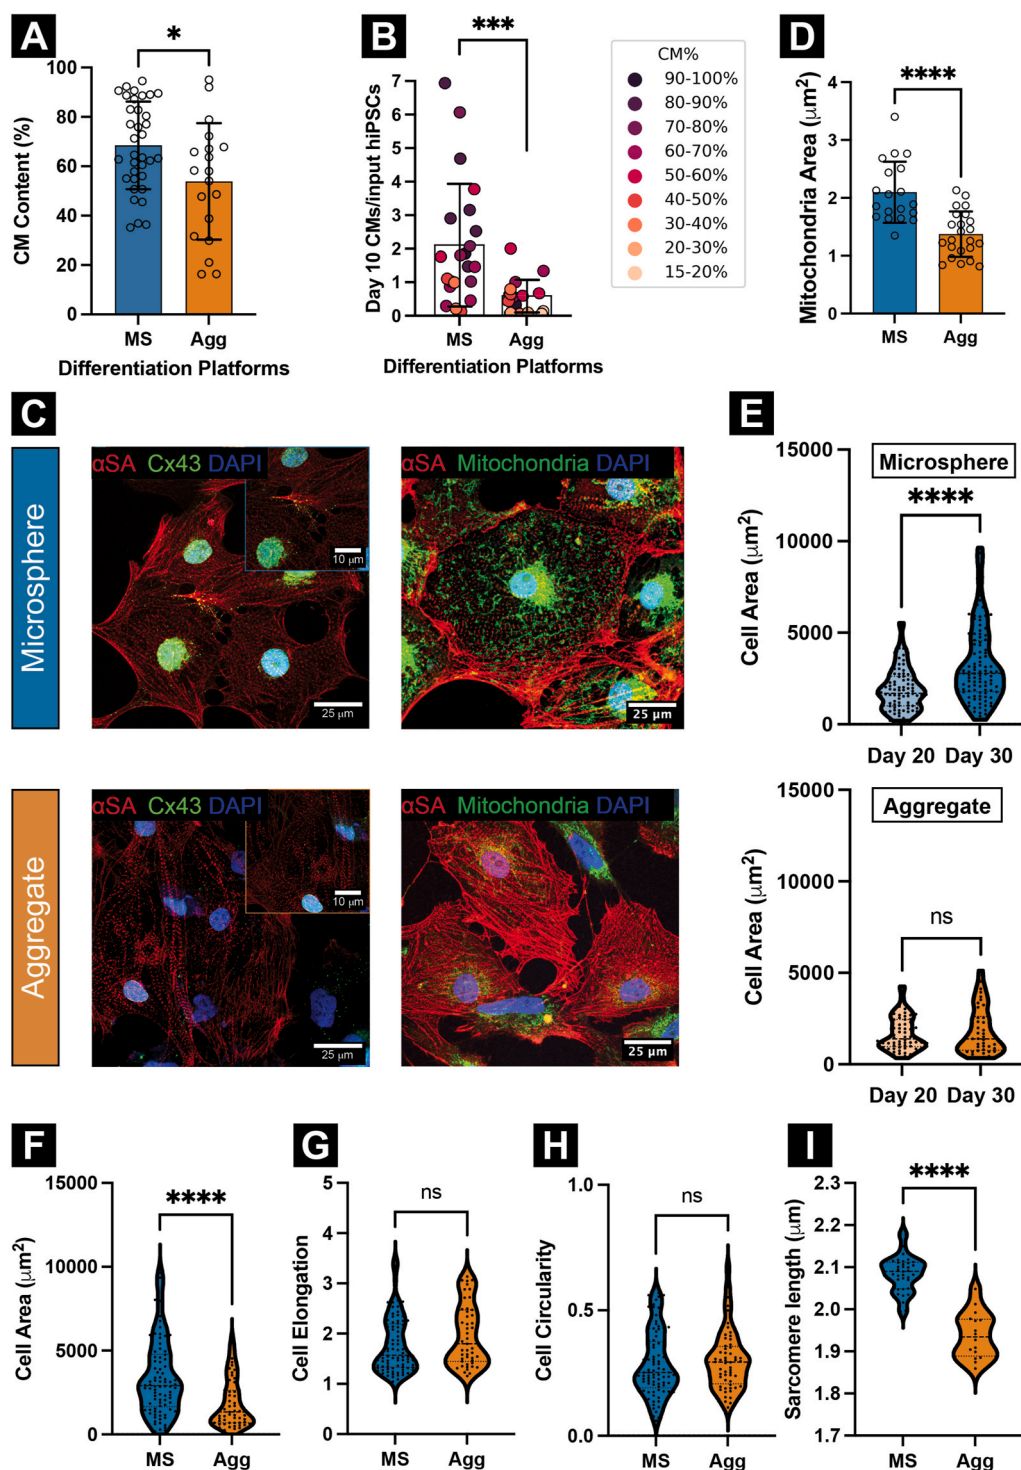 A
*
CM Content (%)
100
80
60
40
20
0
MS Agg
Differentiation Platforms
B
***
Day 10 CMs/input hiPSCs
7
6
5
4
3
2
1
0
MS Agg
Differentiation Platforms
CM%
90-100%
80-90%
70-80%
60-70%
50-60%
40-50%
30-40%
20-30%
15-20%
D
****
Mitochondria Area (μm²)
4
3
2
1
0
MS Agg
C
Microsphere
αSA Cx43 DAPI
10 μm
25 μm
αSA Mitochondria DAPI
25 μm
Aggregate
αSA Cx43 DAPI
10 μm
25 μm
αSA Mitochondria DAPI
25 μm
E
Microsphere
****
Cell Area (μm²)
15000
10000
5000
0
Day 20 Day 30
Aggregate
ns
Cell Area (μm²)
15000
10000
5000
0
Day 20 Day 30
F
****
Cell Area (μm²)
15000
10000
5000
0
MS Agg
G
ns
Cell Elongation
5
4
3
2
1
0
MS Agg
H
ns
Cell Circularity
1.0
0.5
0.0
MS Agg
I
****
Sarcomere length (μm)
2.3
2.2
2.1
2.0
1.9
1.8
1.7
MS Agg